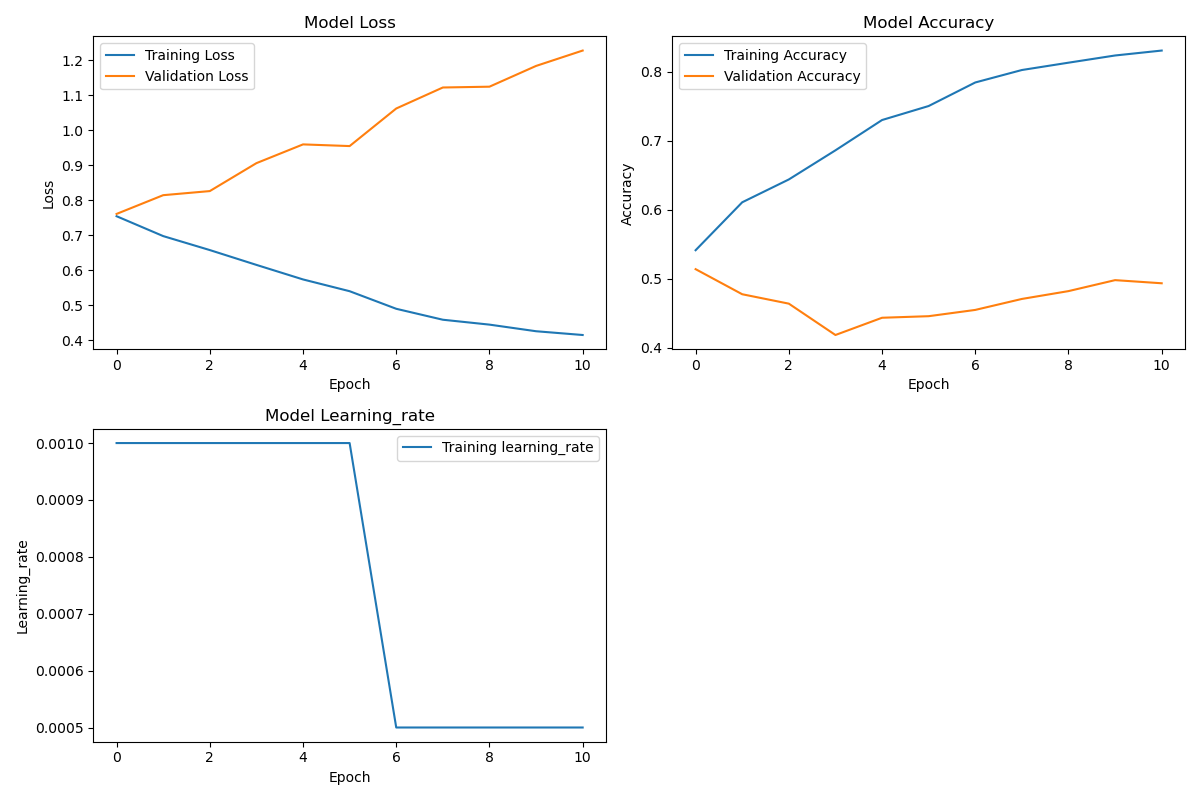 Model Loss
Training Loss
Validation Loss
1.2
1.1
1.0
0.9
0.8
0.7
0.6
0.5
0.4
Loss
0 2 4 6 8 10
Epoch
Model Accuracy
Training Accuracy
Validation Accuracy
0.8
0.7
0.6
0.5
0.4
Accuracy
0 2 4 6 8 10
Epoch
Model Learning_rate
Training learning_rate
0.0010
0.0009
0.0008
0.0007
0.0006
0.0005
Learning_rate
0 2 4 6 8 10
Epoch